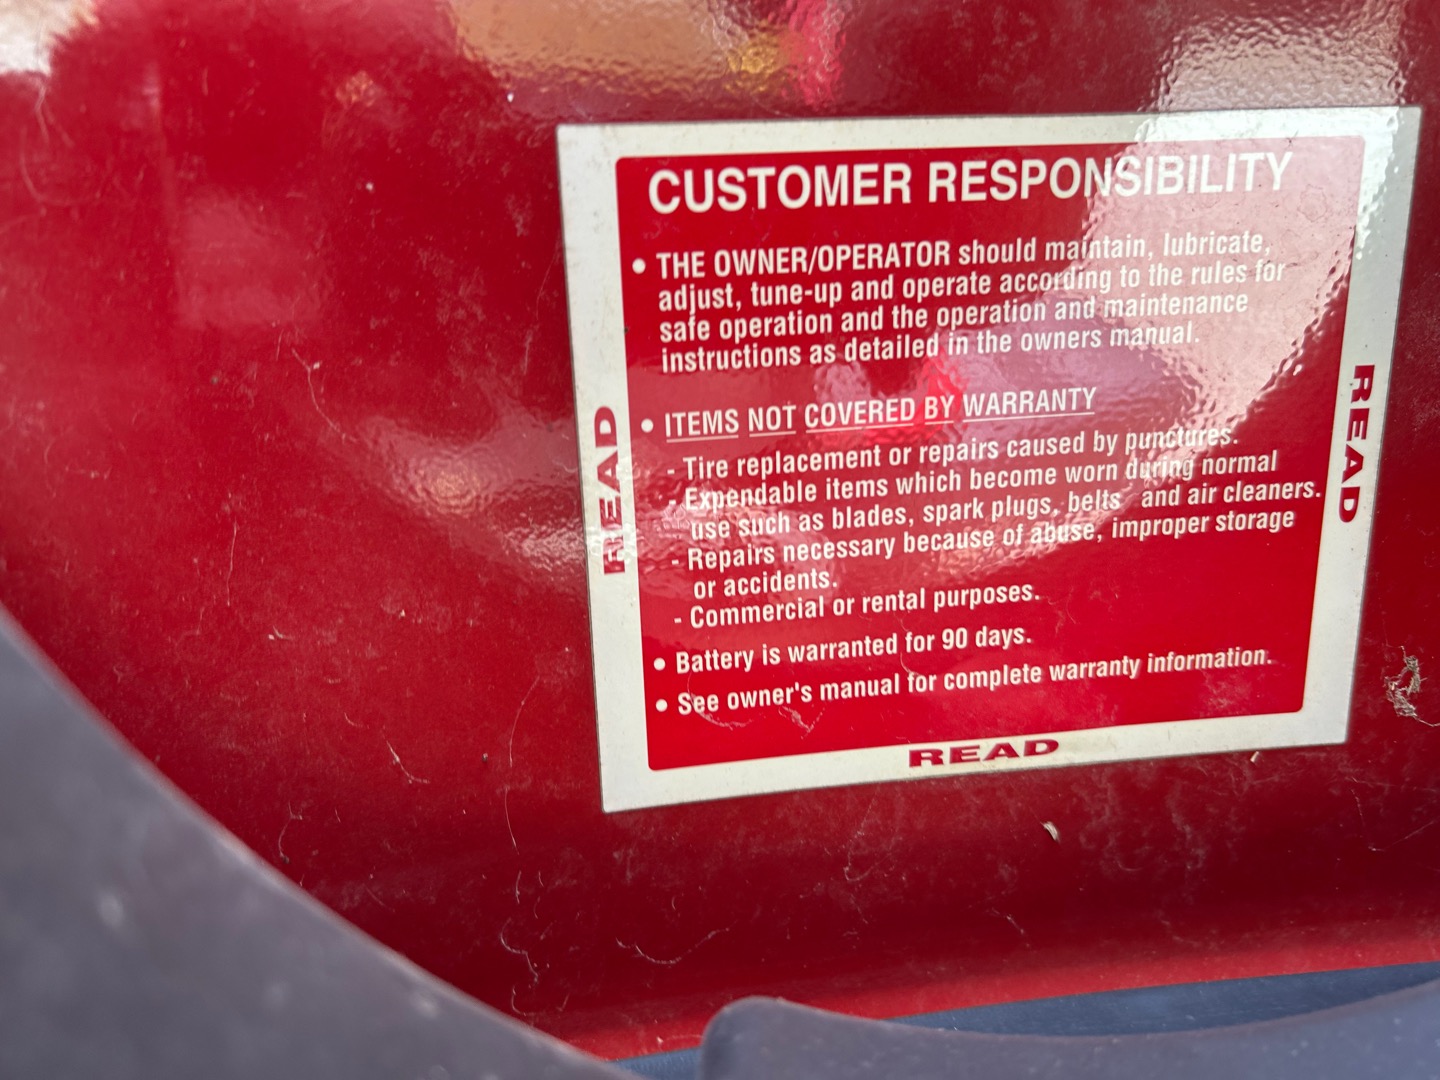 CUSTOMER RESPONSIBILITY
• THE OWNER/OPERATOR should maintain, lubricate,
adjust, tune-up and operate according to the rules for
safe operation and the operation and maintenance
instructions as detailed in the owners manual.
• ITEMS NOT COVERED BY WARRANTY
- Tire replacement or repairs caused by punctures.
- Expendable items which become worn during normal
use such as blades, spark plugs, belts and air cleaners.
- Repairs necessary because of abuse, improper storage
or accidents.
- Commercial or rental purposes.
• Battery is warranted for 90 days.
• See owner's manual for complete warranty information.
READ
READ
READ